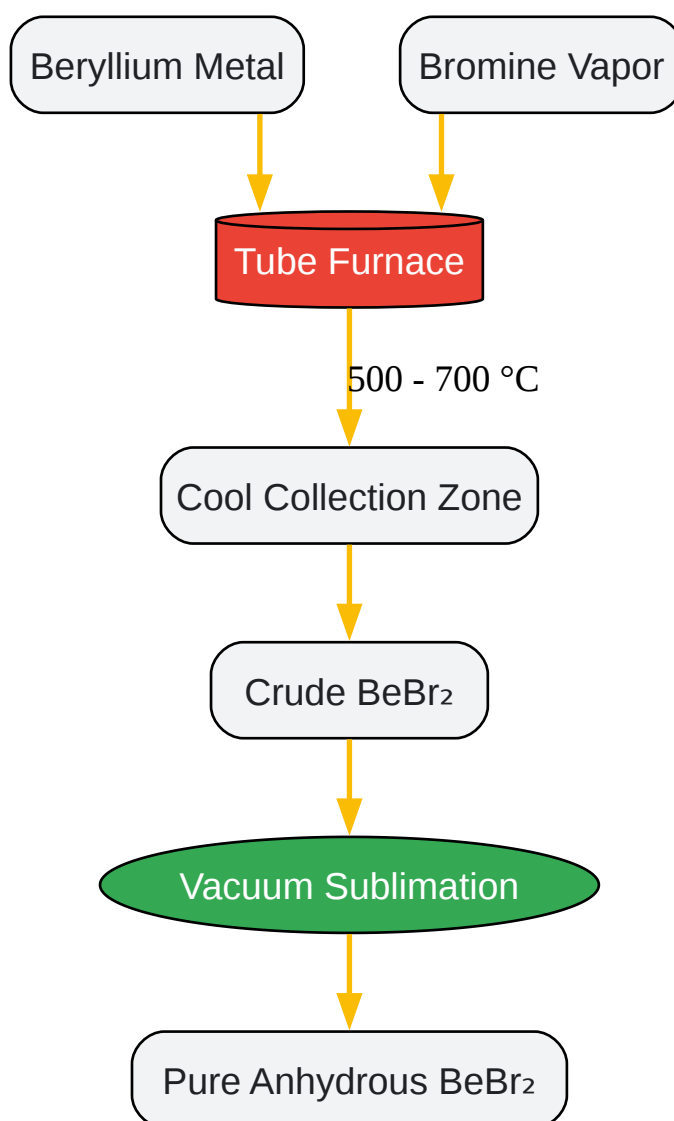 Beryllium Metal
Bromine Vapor
Tube Furnace
500 - 700 °C
Cool Collection Zone
Crude BeBr₂
Vacuum Sublimation
Pure Anhydrous BeBr₂